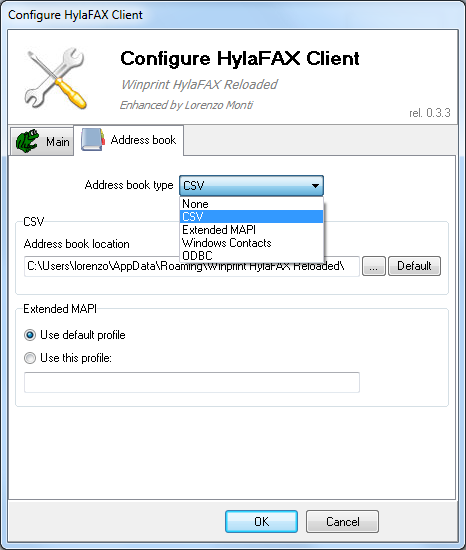 Configure HylaFAX Client
Configure HylaFAX Client
Winprint HylaFAX Reloaded
Enhanced by Lorenzo Monti
rel. 0.3.3
Main
Address book
Address book type
CSV
None
CSV
Extended MAPI
Windows Contacts
ODBC
CSV
Address book location
C:\Users\lorenzo\AppData\Roaming\Winprint HylaFAX Reloaded\
...
Default
Extended MAPI
Use default profile
Use this profile:
OK
Cancel